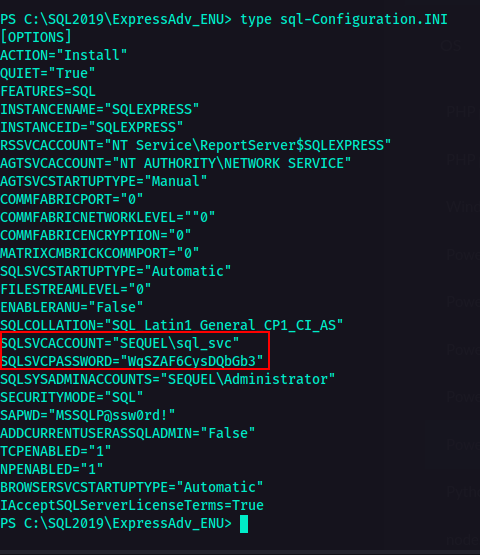 PS C:\SQL2019\ExpressAdv_ENU> type sql-Configuration.INI
[OPTIONS]
ACTION="Install"
QUIET="True"
FEATURES=SQL
INSTANCENAME="SQLEXPRESS"
INSTANCEID="SQLEXPRESS"
RSSVCACCOUNT="NT Service\ReportServer$SQLEXPRESS"
AGTSVCACCOUNT="NT AUTHORITY\NETWORK SERVICE"
AGTSVCSTARTUPTYPE="Manual"
COMMFABRICPORT="0"
COMMFABRICNETWORKLEVEL=""0"
COMMFABRICENCRYPTION="0"
MATRIXCMBRICKCOMMPORT="0"
SQLSVCSTARTUPTYPE="Automatic"
FILESTREAMLEVEL="0"
ENABLERANU="False"
SQLCOLLATION="SQL_Latin1_General_CP1_CI_AS"
SQLSVCACCOUNT="SEQUEL\sql_svc"
SQLSVCPASSWORD="WqSZAF6CysDQbGb3"
SQLSYSADMINACCOUNTS="SEQUEL\Administrator"
SECURITYMODE="SQL"
SAPWD="MSSQLP@ssw0rd!"
ADDCURRENTUSERASSQLADMIN="False"
TCPENABLED="1"
NPENABLED="1"
BROWSERSVCSTARTUPTYPE="Automatic"
IAcceptSQLServerLicenseTerms=True
PS C:\SQL2019\ExpressAdv_ENU>